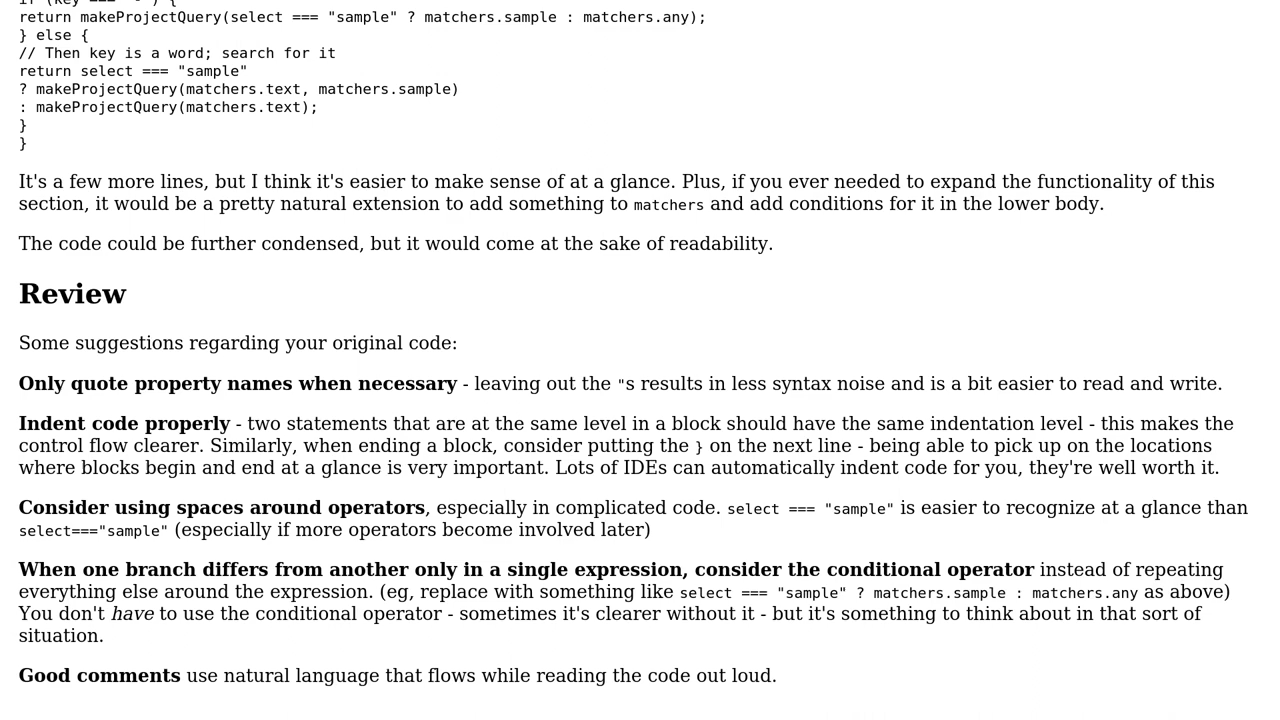 return makeProjectQuery(select === "sample" ? matchers.sample : matchers.any);
} else {
// Then key is a word; search for it
return select === "sample"
? makeProjectQuery(matchers.text, matchers.sample)
: makeProjectQuery(matchers.text);
}
}
It's a few more lines, but I think it's easier to make sense of at a glance. Plus, if you ever needed to expand the functionality of this
section, it would be a pretty natural extension to add something to matchers and add conditions for it in the lower body.
The code could be further condensed, but it would come at the sake of readability.
Review
Some suggestions regarding your original code:
Only quote property names when necessary - leaving out the "s results in less syntax noise and is a bit easier to read and write.
Indent code properly - two statements that are at the same level in a block should have the same indentation level - this makes the
control flow clearer. Similarly, when ending a block, consider putting the } on the next line - being able to pick up on the locations
where blocks begin and end at a glance is very important. Lots of IDEs can automatically indent code for you, they're well worth it.
Consider using spaces around operators, especially in complicated code. select === "sample" is easier to recognize at a glance than
select==="sample" (especially if more operators become involved later)
When one branch differs from another only in a single expression, consider the conditional operator instead of repeating
everything else around the expression. (eg, replace with something like select === "sample" ? matchers.sample : matchers.any as above)
You don't have to use the conditional operator - sometimes it's clearer without it - but it's something to think about in that sort of
situation.
Good comments use natural language that flows while reading the code out loud.